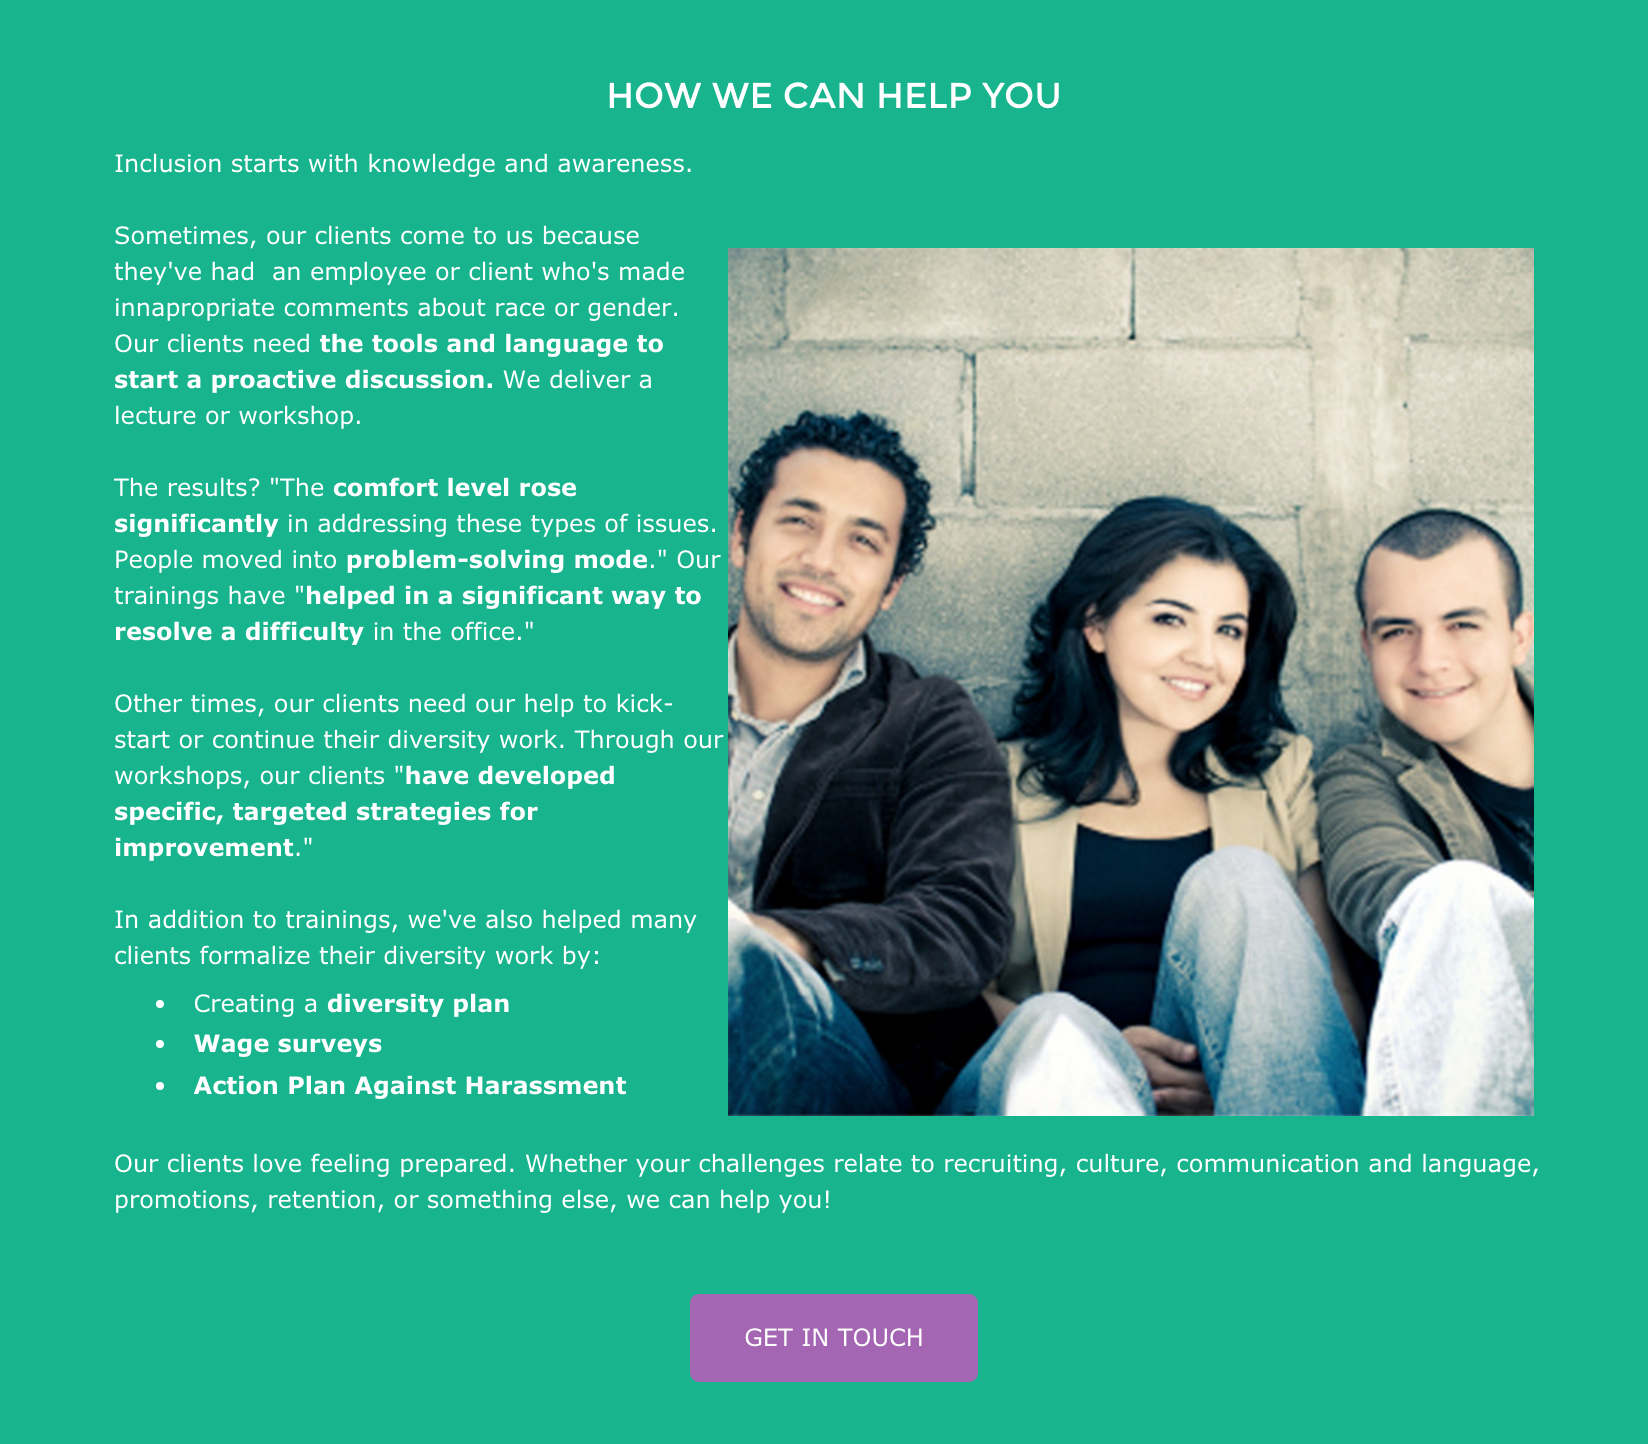 HOW WE CAN HELP YOU
Inclusion starts with knowledge and awareness.
Sometimes, our clients come to us because
they've had  an employee or client who's made
innapropriate comments about race or gender.
Our clients need the tools and language to
start a proactive discussion. We deliver a
lecture or workshop.
The results? "The comfort level rose
significantly in addressing these types of issues.
People moved into problem-solving mode." Our
trainings have "helped in a significant way to
resolve a difficulty in the office."
Other times, our clients need our help to kick-
start or continue their diversity work. Through our
workshops, our clients "have developed
specific, targeted strategies for
improvement."
In addition to trainings, we've also helped many
clients formalize their diversity work by:
• Creating a diversity plan
• Wage surveys
• Action Plan Against Harassment
Our clients love feeling prepared. Whether your challenges relate to recruiting, culture, communication and language,
promotions, retention, or something else, we can help you!
GET IN TOUCH